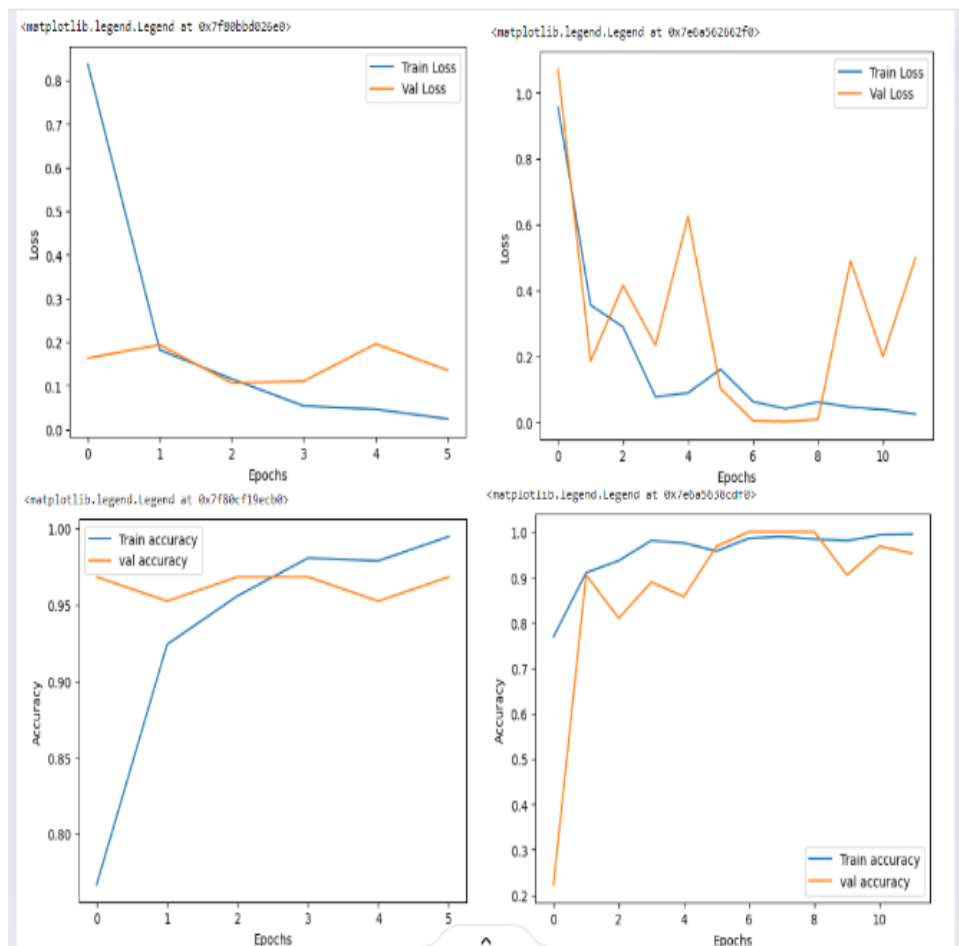 <matplotlib.legend.Legend at 0x7f80bbd026e0>
Train Loss
Val Loss
0.8
0.7
0.6
0.5
0.4
0.3
0.2
0.1
0.0
Loss
0 1 2 3 4 5
Epochs
<matplotlib.legend.Legend at 0x7e6a562662f0>
Train Loss
Val Loss
1.0
0.8
0.6
0.4
0.2
0.0
Loss
0 2 4 6 8 10
Epochs
<matplotlib.legend.Legend at 0x7f80cf19ecb0>
Train accuracy
val accuracy
1.00
0.95
0.90
0.85
0.80
Accuracy
0 1 2 3 4 5
Epochs
<matplotlib.legend.Legend at 0x7e6a5638cdf0>
1.0
0.9
0.8
0.7
0.6
0.5
0.4
0.3
0.2
Accuracy
Train accuracy
val accuracy
0 2 4 6 8 10
Epochs